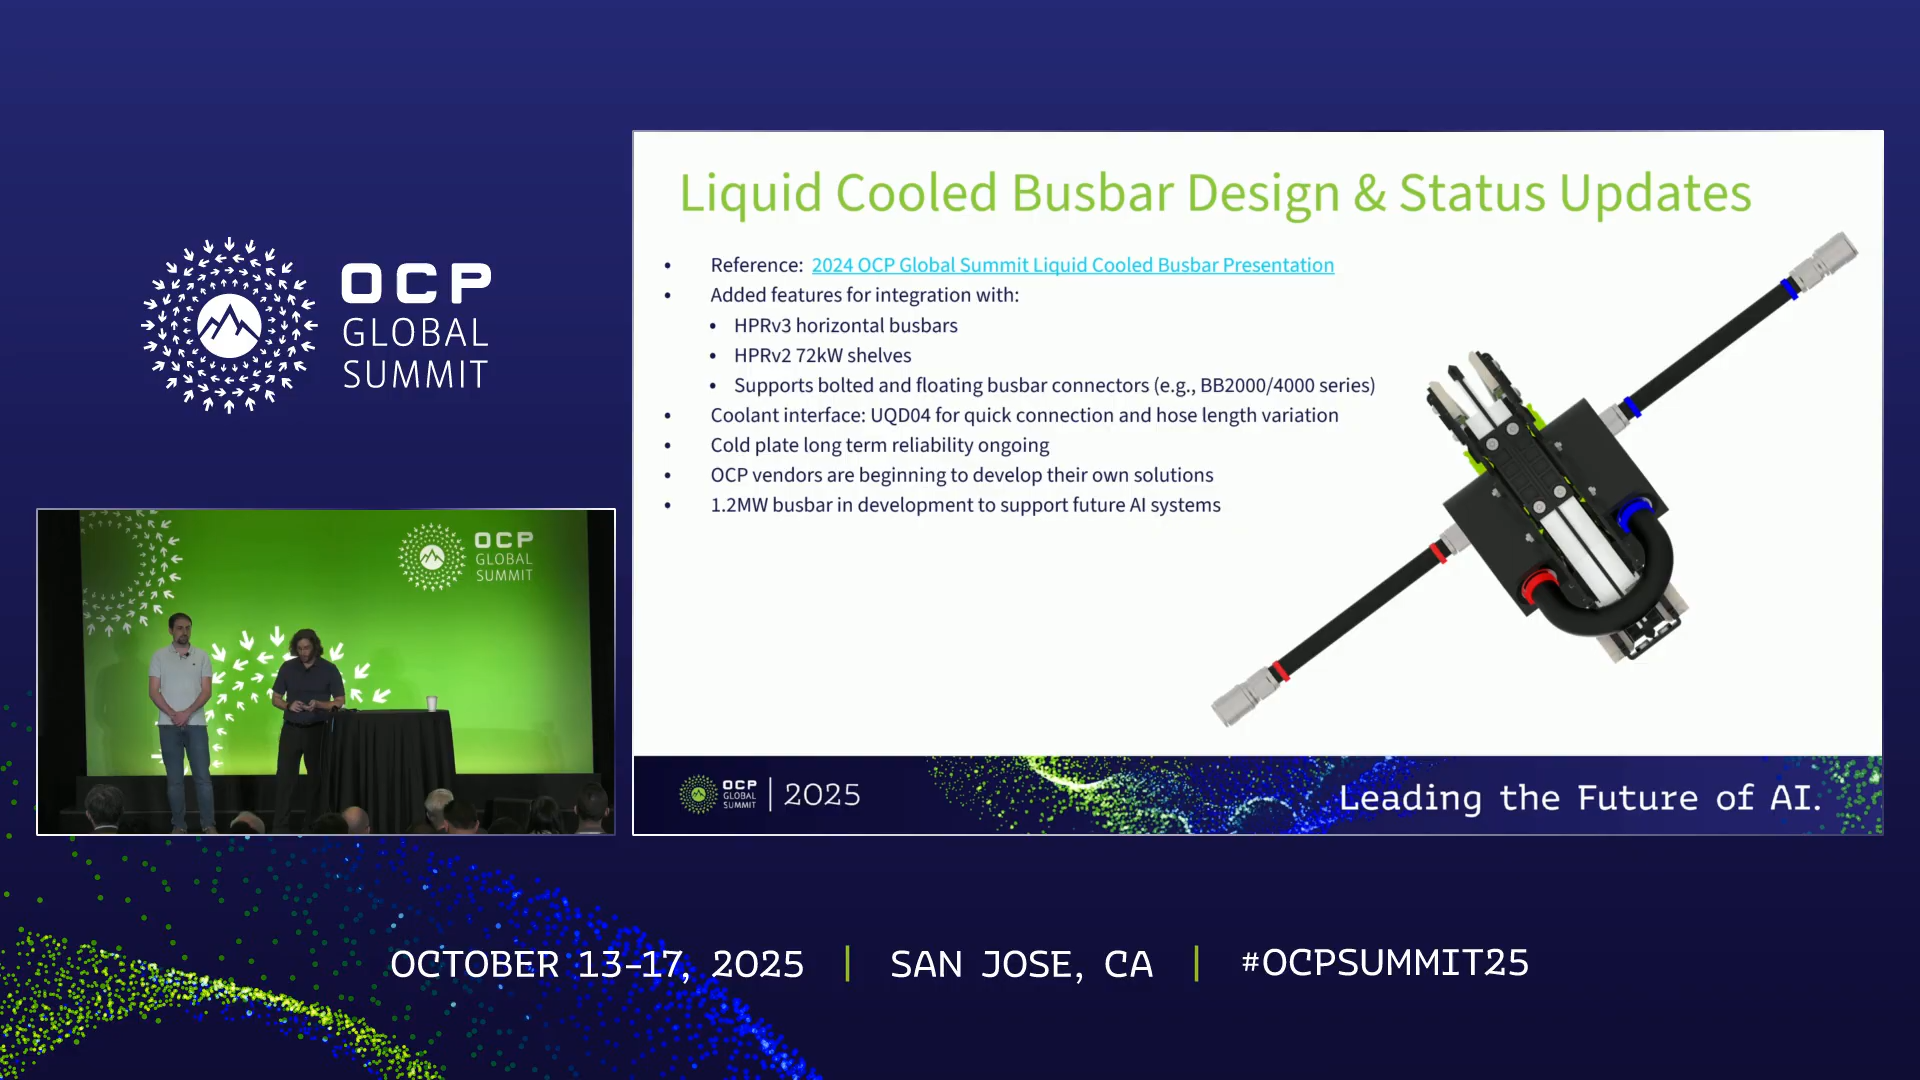 OCP
GLOBAL
SUMMIT
Liquid Cooled Busbar Design & Status Updates
• Reference: 2024 OCP Global Summit Liquid Cooled Busbar Presentation
• Added features for integration with:
• HPRv3 horizontal busbars
• HPRv2 72kW shelves
• Supports bolted and floating busbar connectors (e.g., BB2000/4000 series)
• Coolant interface: UQD04 for quick connection and hose length variation
• Cold plate long term reliability ongoing
• OCP vendors are beginning to develop their own solutions
• 1.2MW busbar in development to support future AI systems
OCP
GLOBAL
SUMMIT
OCP
GLOBAL
SUMMIT
2025
Leading the Future of AI.
OCTOBER 13-17, 2025 | SAN JOSE, CA | #OCPSUMMIT25